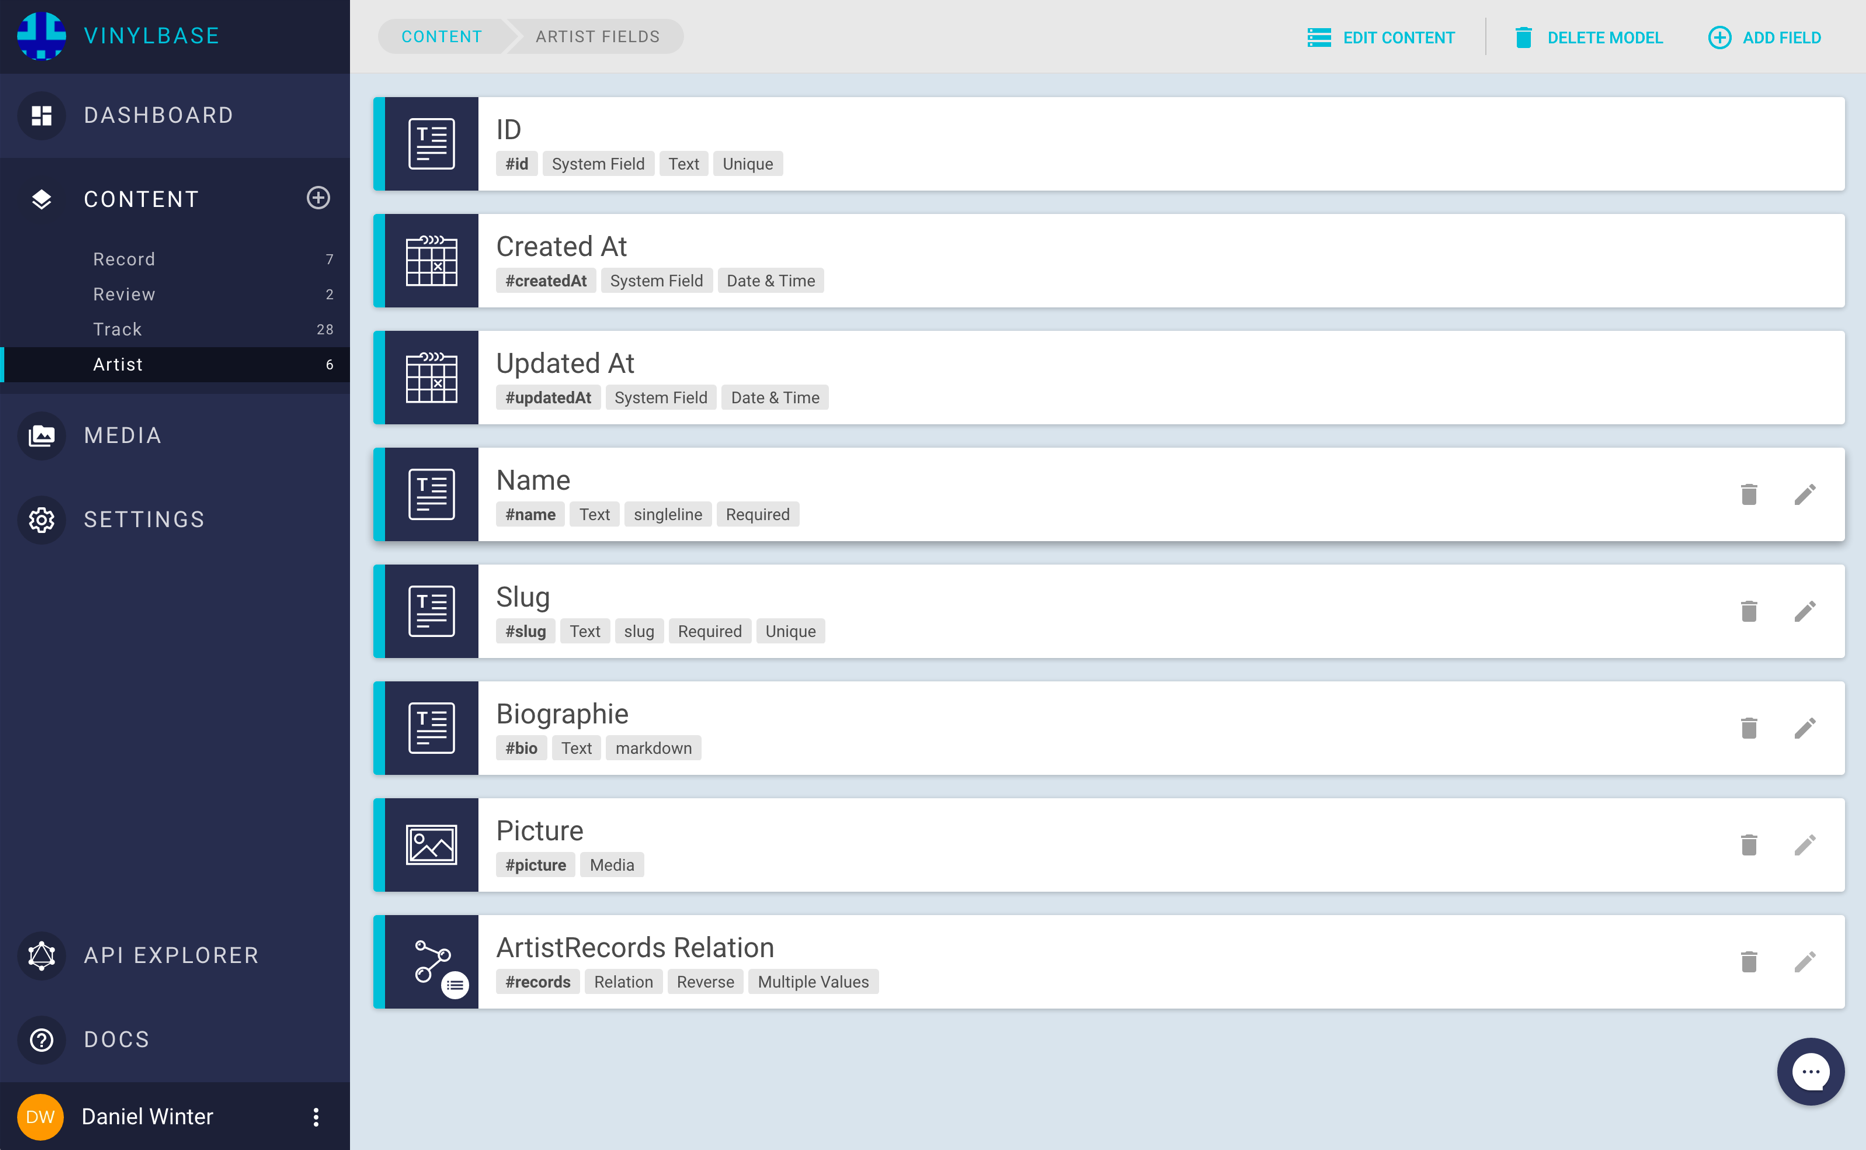 VINYLBASE
CONTENT ARTIST FIELDS
EDIT CONTENT DELETE MODEL ADD FIELD
DASHBOARD
CONTENT
Record 7
Review 2
Track 28
Artist 6
MEDIA
SETTINGS
API EXPLORER
DOCS
DW Daniel Winter
ID
#id System Field Text Unique
Created At
#createdAt System Field Date & Time
Updated At
#updatedAt System Field Date & Time
Name
#name Text singleline Required
Slug
#slug Text slug Required Unique
Biographie
#bio Text markdown
Picture
#picture Media
ArtistRecords Relation
#records Relation Reverse Multiple Values